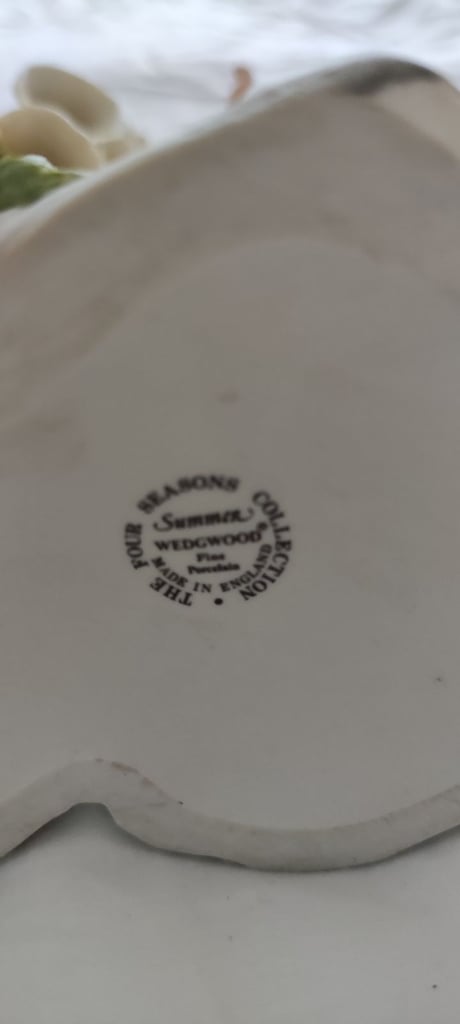 THE FOUR SEASONS COLLECTION •
Summer
WEDGWOOD®
Fine
Porcelain
MADE IN ENGLAND